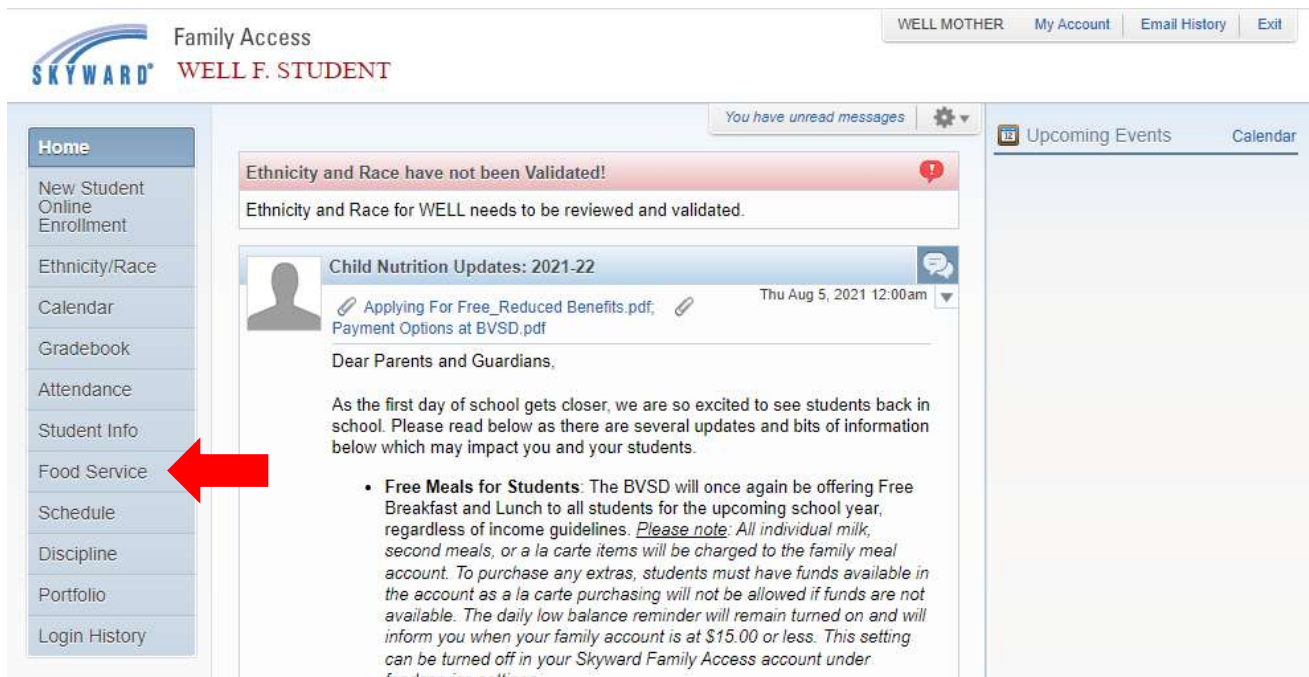 WELL MOTHER My Account Email History Exit
Family Access
SKYWARD®
WELL F. STUDENT
You have unread messages
Home
New Student
Online
Enrollment
Ethnicity/Race
Calendar
Gradebook
Attendance
Student Info
Food Service
Schedule
Discipline
Portfolio
Login History
Ethnicity and Race have not been Validated!
Ethnicity and Race for WELL needs to be reviewed and validated.
Child Nutrition Updates: 2021-22
Thu Aug 5, 2021 12:00am
Applying For Free_Reduced Benefits.pdf;
Payment Options at BVSD.pdf
Dear Parents and Guardians,
As the first day of school gets closer, we are so excited to see students back in
school. Please read below as there are several updates and bits of information
below which may impact you and your students.
• Free Meals for Students: The BVSD will once again be offering Free
Breakfast and Lunch to all students for the upcoming school year,
regardless of income guidelines. Please note: All individual milk,
second meals, or a la carte items will be charged to the family meal
account. To purchase any extras, students must have funds available in
the account as a la carte purchasing will not be allowed if funds are not
available. The daily low balance reminder will remain turned on and will
inform you when your family account is at $15.00 or less. This setting
can be turned off in your Skyward Family Access account under
12
Upcoming Events Calendar